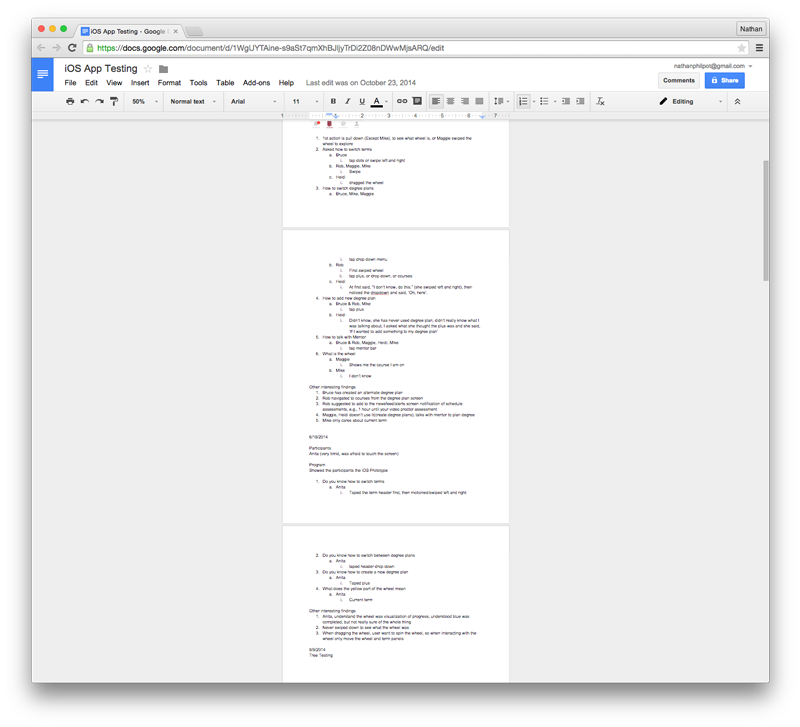 iOS App Testing - Google
Nathan
https://docs.google.com/document/d/1WgUYTAine-s9aSt7qmXhBJljyTrDi2Z08nDWwMjsARQ/edit
iOS App Testing
nathanphilpot@gmail.com
File Edit View Insert Format Tools Table Add-ons Help Last edit was on October 23, 2014
Comments Share
50% Normal text Arial 11 B I U A Editing
1 1 2 3 4 5 6 7
1. 1st action is pull down (Except Mike), to see what wheel is, or Maggie swiped the
wheel to explore
2. Asked how to switch terms
a. Bruce
i. tap dots or swipe left and right
b. Rob, Maggie, Mike
i. Swipe
c. Heidi
i. dragged the wheel
3. How to switch degree plans
a. Bruce, Mike, Maggie
i. tap drop down menu
b. Rob
i. First swiped wheel
ii. tap plus, or drop down, or courses
c. Heidi
i. At first said, "I don't know, do this," (she swiped left and right), then
noticed the dropdown and said, "Oh, here".
4. How to add new degree plan
a. Bruce & Rob, Mike
i. tap plus
b. Heidi
i. Didn't know, she has never used degree plan, didn't really know what I
was talking about, I asked what she thought the plus was and she said,
"If I wanted to add something to my degree plan"
5. How to talk with Mentor
a. Bruce & Rob, Maggie, Heidi, Mike
i. tap mentor bar
6. What is the wheel
a. Maggie
i. Shows me the course I am on
b. Mike
i. I don't know
Other interesting findings
1. Bruce has created an alternate degree plan
2. Rob navigated to courses from the degree plan screen
3. Rob suggested to add to the newsfeed/alerts screen notification of schedule
assessments, e.g., 1 hour until your video proctor assessment
4. Maggie, Heidi doesn't use it(create degree plans), talks with mentor to plan degree
5. Mike only cares about current term
6/18/2014
Participants
Anita (very timid, was afraid to touch the screen)
Program
Showed the participants the iOS Prototype
1. Do you know how to switch terms
a. Anita
i. Taped the term header first, then motioned/swiped left and right
2. Do you know how to switch between degree plans
a. Anita
i. taped header drop down
3. Do you know how to create a new degree plan
a. Anita
i. Taped plus
4. What does the yellow part of the wheel mean
a. Anita
i. Current term
Other interesting findings
1. Anita, understand the wheel was visualization of progress, understood blue was
completed, but not really sure of the whole thing
2. Never swiped down to see what the wheel was
3. When dragging the wheel, user want to spin the wheel, so when interacting with the
wheel only move the wheel and term panels
Tree Testing